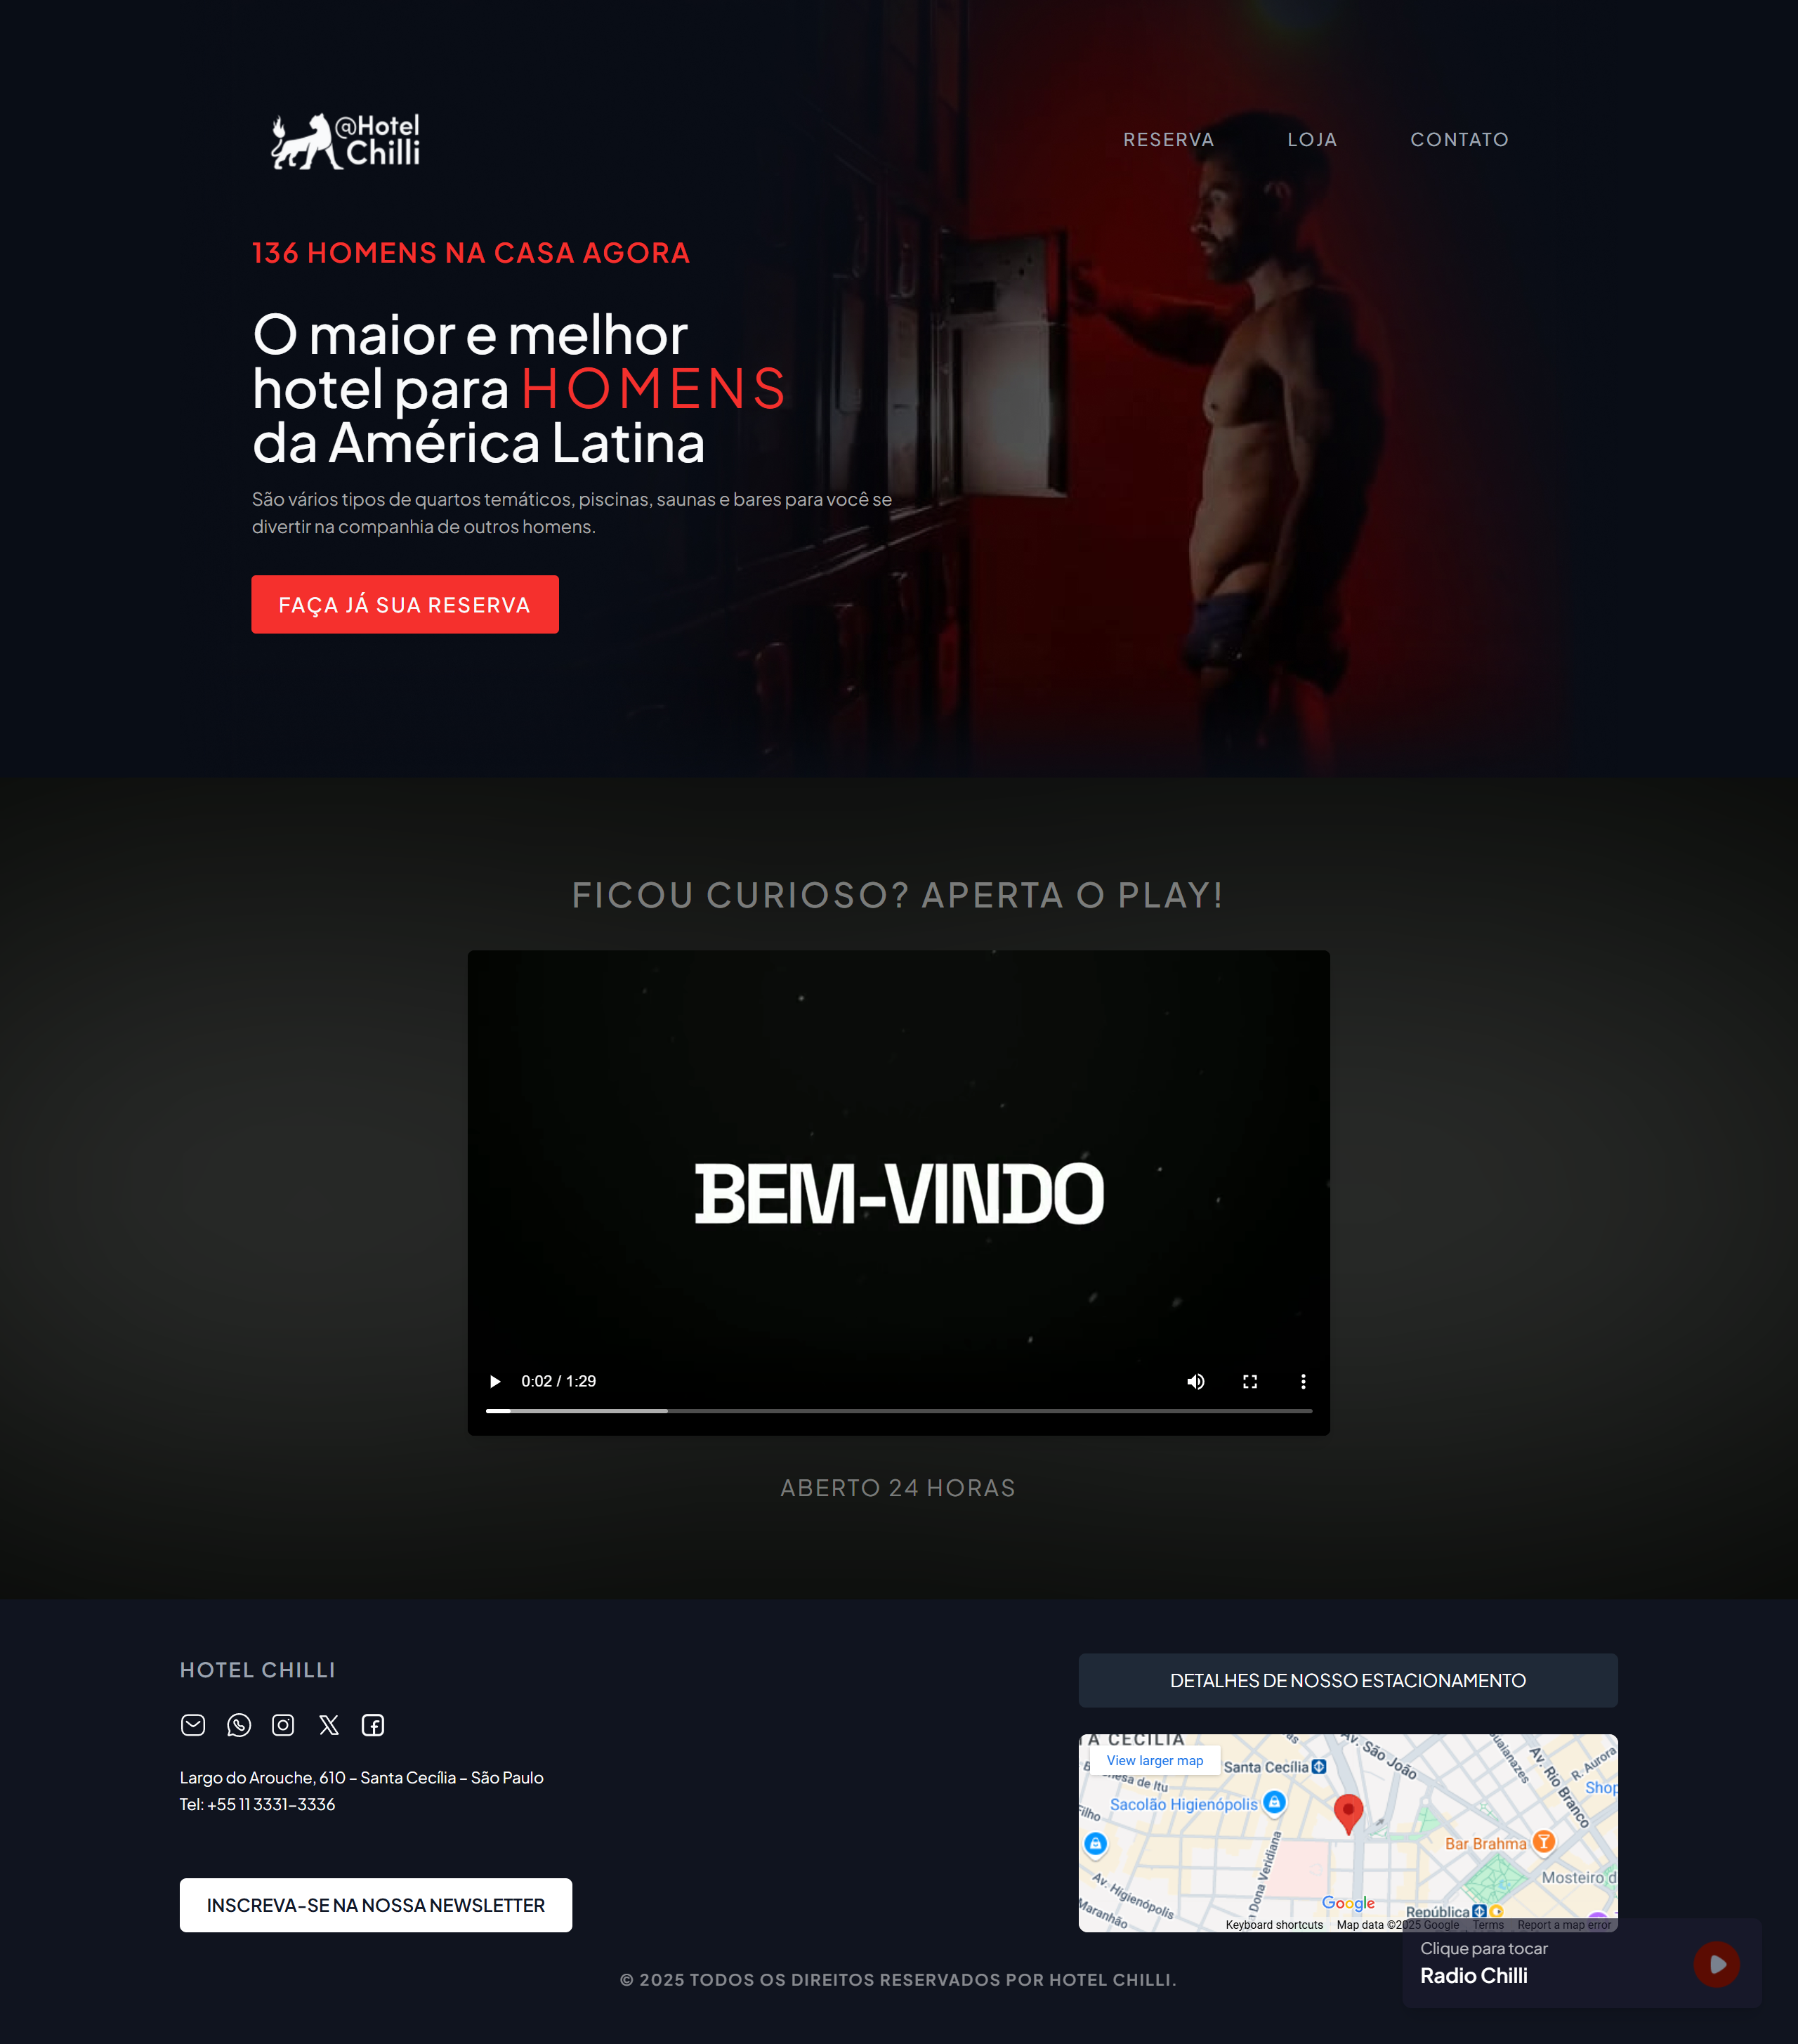 @Hotel
Chilli
RESERVA
LOJA
CONTATO
136 HOMENS NA CASA AGORA
O maior e melhor
hotel para HOMENS
da América Latina
São vários tipos de quartos temáticos, piscinas, saunas e bares para você se
divertir na companhia de outros homens.
FAÇA JÁ SUA RESERVA
FICOU CURIOSO? APERTA O PLAY!
BEM-VINDO
0:02 / 1:29
ABERTO 24 HORAS
HOTEL CHILLI
Largo do Arouche, 610 – Santa Cecília – São Paulo
Tel: +55 11 3331-3336
INSCREVA-SE NA NOSSA NEWSLETTER
DETALHES DE NOSSO ESTACIONAMENTO
A CECILIA
View larger map
Santa Cecília
Av. São João
Av. Rio Branco
R. Aurora
Shop
esa de Itu
Filho
Sacolão Higienópolis
Bar Brahma
Dona Veridiana
Mosteiro d
Av. Higienópolis
Maranhão
Google
República
Keyboard shortcuts
Map data ©2025 Google
Terms
Report a map error
Clique para tocar
Radio Chilli
© 2025 TODOS OS DIREITOS RESERVADOS POR HOTEL CHILLI.